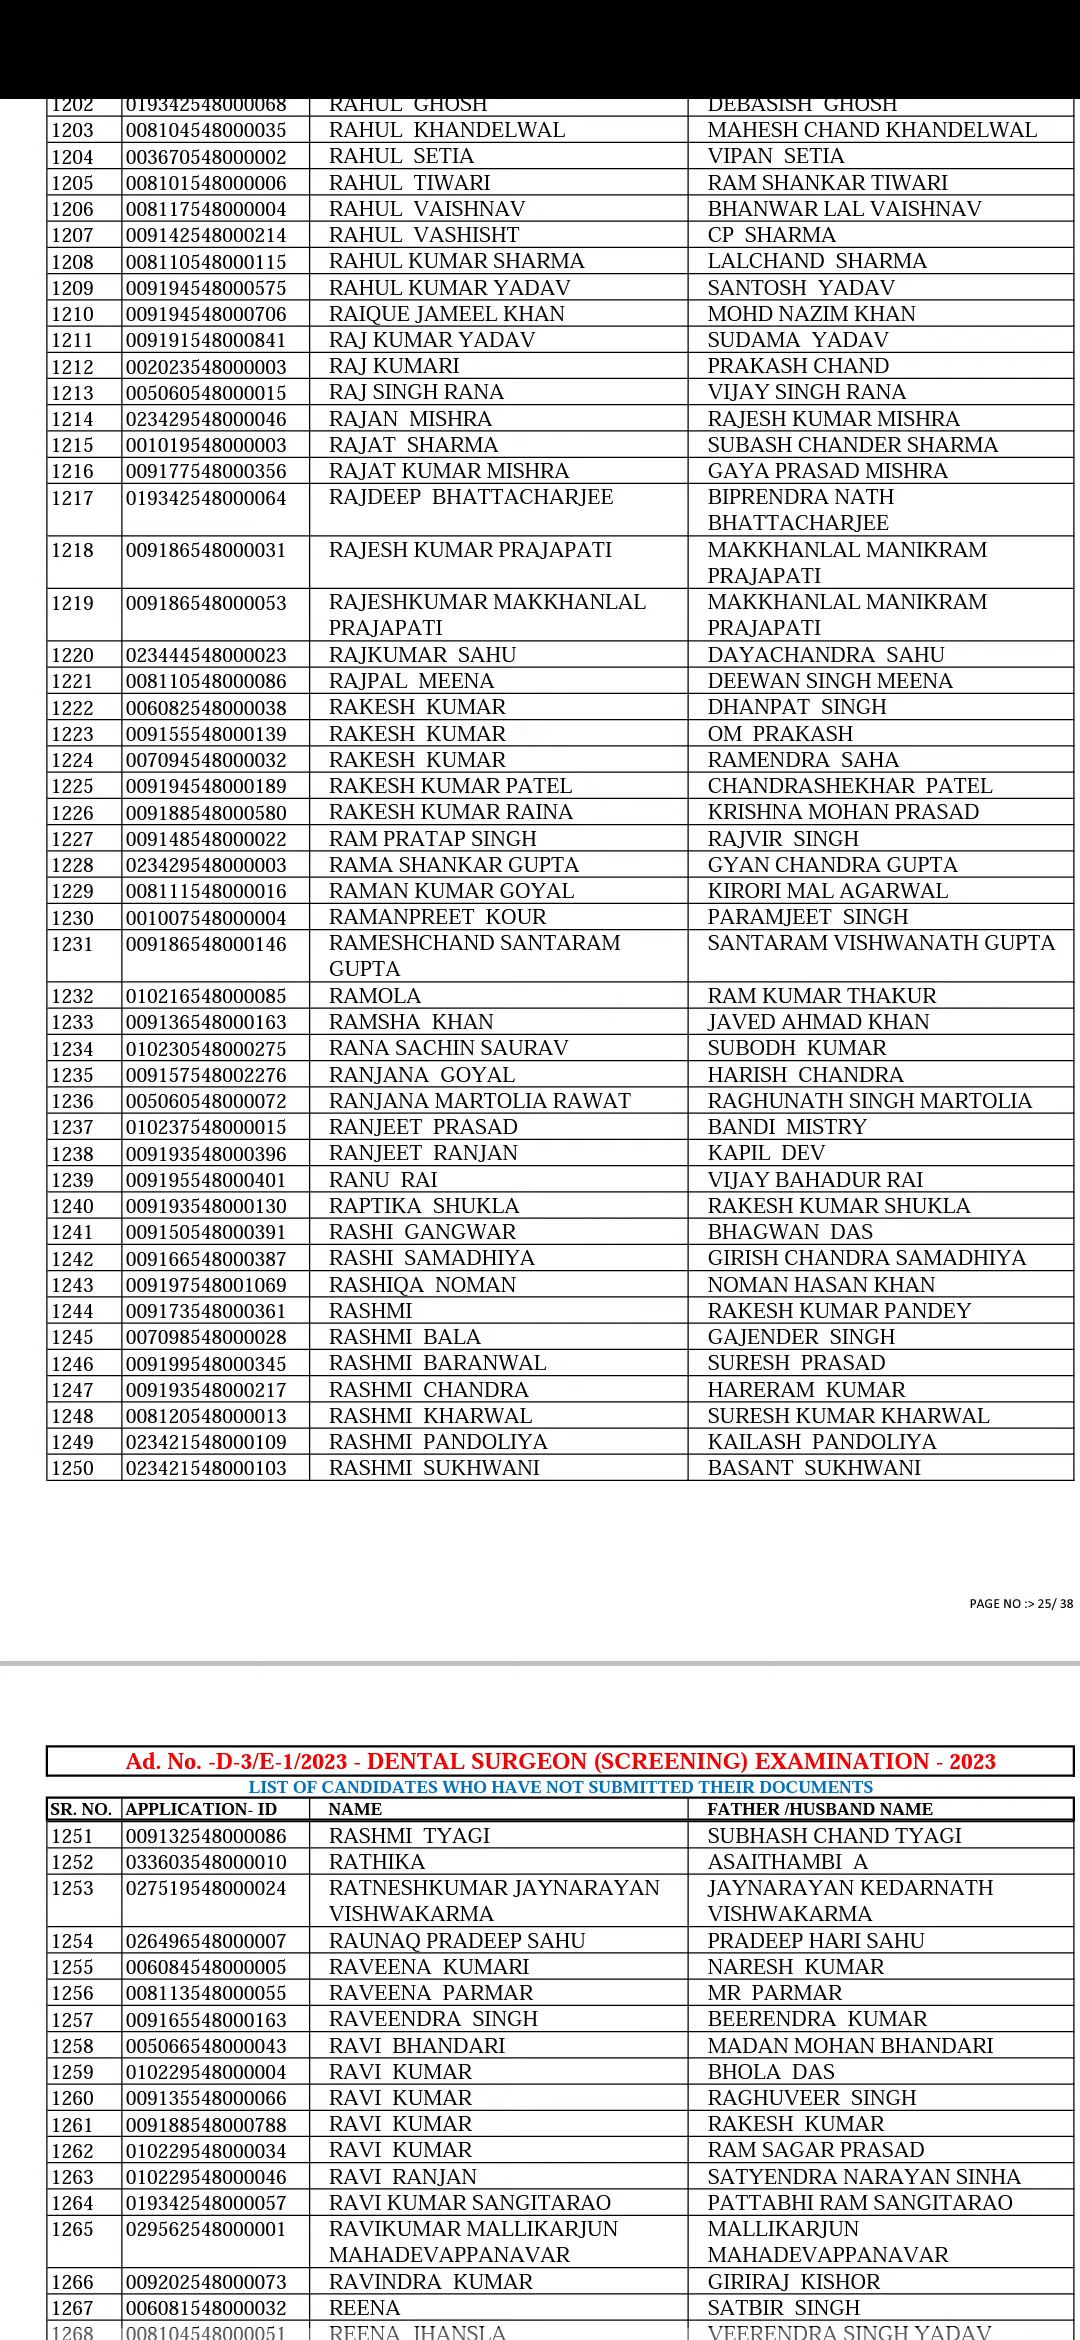 1202 019342548000068 RAHUL GHOSH DEBASISH GHOSH
1203 008104548000035 RAHUL KHANDELWAL MAHESH CHAND KHANDELWAL
1204 003670548000002 RAHUL SETIA VIPAN SETIA
1205 008101548000006 RAHUL TIWARI RAM SHANKAR TIWARI
1206 008117548000004 RAHUL VAISHNAV BHANWAR LAL VAISHNAV
1207 009142548000214 RAHUL VASHISHT CP SHARMA
1208 008110548000115 RAHUL KUMAR SHARMA LALCHAND SHARMA
1209 009194548000575 RAHUL KUMAR YADAV SANTOSH YADAV
1210 009194548000706 RAIQUE JAMEEL KHAN MOHD NAZIM KHAN
1211 009191548000841 RAJ KUMAR YADAV SUDAMA YADAV
1212 002023548000003 RAJ KUMARI PRAKASH CHAND
1213 005060548000015 RAJ SINGH RANA VIJAY SINGH RANA
1214 023429548000046 RAJAN MISHRA RAJESH KUMAR MISHRA
1215 001019548000003 RAJAT SHARMA SUBASH CHANDER SHARMA
1216 009177548000356 RAJAT KUMAR MISHRA GAYA PRASAD MISHRA
1217 019342548000064 RAJDEEP BHATTACHARJEE BIPRENDRA NATH
BHATTACHARJEE
1218 009186548000031 RAJESH KUMAR PRAJAPATI MAKKHANLAL MANIKRAM
PRAJAPATI
1219 009186548000053 RAJESHKUMAR MAKKHANLAL MAKKHANLAL MANIKRAM
PRAJAPATI PRAJAPATI
1220 023444548000023 RAJKUMAR SAHU DAYACHANDRA SAHU
1221 008110548000086 RAJPAL MEENA DEEWAN SINGH MEENA
1222 006082548000038 RAKESH KUMAR DHANPAT SINGH
1223 009155548000139 RAKESH KUMAR OM PRAKASH
1224 007094548000032 RAKESH KUMAR RAMENDRA SAHA
1225 009194548000189 RAKESH KUMAR PATEL CHANDRASHEKHAR PATEL
1226 009188548000580 RAKESH KUMAR RAINA KRISHNA MOHAN PRASAD
1227 009148548000022 RAM PRATAP SINGH RAJVIR SINGH
1228 023429548000003 RAMA SHANKAR GUPTA GYAN CHANDRA GUPTA
1229 008111548000016 RAMAN KUMAR GOYAL KIRORI MAL AGARWAL
1230 001007548000004 RAMANPREET KOUR PARAMJEET SINGH
1231 009186548000146 RAMESHCHAND SANTARAM SANTARAM VISHWANATH GUPTA
GUPTA
1232 010216548000085 RAMOLA RAM KUMAR THAKUR
1233 009136548000163 RAMSHA KHAN JAVED AHMAD KHAN
1234 010230548000275 RANA SACHIN SAURAV SUBODH KUMAR
1235 009157548002276 RANJANA GOYAL HARISH CHANDRA
1236 005060548000072 RANJANA MARTOLIA RAWAT RAGHUNATH SINGH MARTOLIA
1237 010237548000015 RANJEET PRASAD BANDI MISTRY
1238 009193548000396 RANJEET RANJAN KAPIL DEV
1239 009195548000401 RANU RAI VIJAY BAHADUR RAI
1240 009193548000130 RAPTIKA SHUKLA RAKESH KUMAR SHUKLA
1241 009150548000391 RASHI GANGWAR BHAGWAN DAS
1242 009166548000387 RASHI SAMADHIYA GIRISH CHANDRA SAMADHIYA
1243 009197548001069 RASHIQA NOMAN NOMAN HASAN KHAN
1244 009173548000361 RASHMI RAKESH KUMAR PANDEY
1245 007098548000028 RASHMI BALA GAJENDER SINGH
1246 009199548000345 RASHMI BARANWAL SURESH PRASAD
1247 009193548000217 RASHMI CHANDRA HARERAM KUMAR
1248 008120548000013 RASHMI KHARWAL SURESH KUMAR KHARWAL
1249 023421548000109 RASHMI PANDOLIYA KAILASH PANDOLIYA
1250 023421548000103 RASHMI SUKHWANI BASANT SUKHWANI
PAGE NO :> 25/ 38
Ad. No. -D-3/E-1/2023 - DENTAL SURGEON (SCREENING) EXAMINATION - 2023
LIST OF CANDIDATES WHO HAVE NOT SUBMITTED THEIR DOCUMENTS
SR. NO. APPLICATION- ID NAME FATHER /HUSBAND NAME
1251 009132548000086 RASHMI TYAGI SUBHASH CHAND TYAGI
1252 033603548000010 RATHIKA ASAITHAMBI A
1253 027519548000024 RATNESHKUMAR JAYNARAYAN JAYNARAYAN KEDARNATH
VISHWAKARMA VISHWAKARMA
1254 026496548000007 RAUNAQ PRADEEP SAHU PRADEEP HARI SAHU
1255 006084548000005 RAVEENA KUMARI NARESH KUMAR
1256 008113548000055 RAVEENA PARMAR MR PARMAR
1257 009165548000163 RAVEENDRA SINGH BEERENDRA KUMAR
1258 005066548000043 RAVI BHANDARI MADAN MOHAN BHANDARI
1259 010229548000004 RAVI KUMAR BHOLA DAS
1260 009135548000066 RAVI KUMAR RAGHUVEER SINGH
1261 009188548000788 RAVI KUMAR RAKESH KUMAR
1262 010229548000034 RAVI KUMAR RAM SAGAR PRASAD
1263 010229548000046 RAVI RANJAN SATYENDRA NARAYAN SINHA
1264 019342548000057 RAVI KUMAR SANGITARAO PATTABHI RAM SANGITARAO
1265 029562548000001 RAVIKUMAR MALLIKARJUN MALLIKARJUN
MAHADEVAPPANAVAR MAHADEVAPPANAVAR
1266 009202548000073 RAVINDRA KUMAR GIRIRAJ KISHOR
1267 006081548000032 REENA SATBIR SINGH
1268 008104548000051 REENA JHANSLA VEERENDRA SINGH YADAV